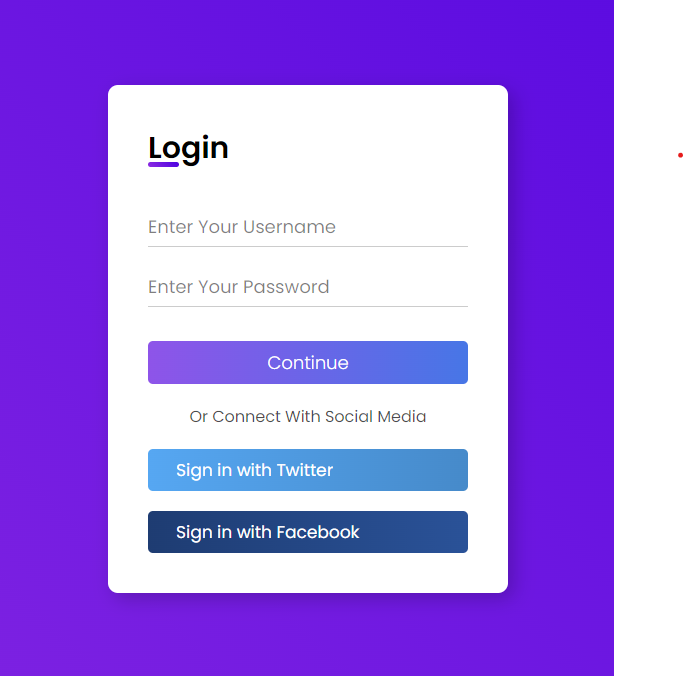 Login
Enter Your Username
Enter Your Password
Continue
Or Connect With Social Media
Sign in with Twitter
Sign in with Facebook